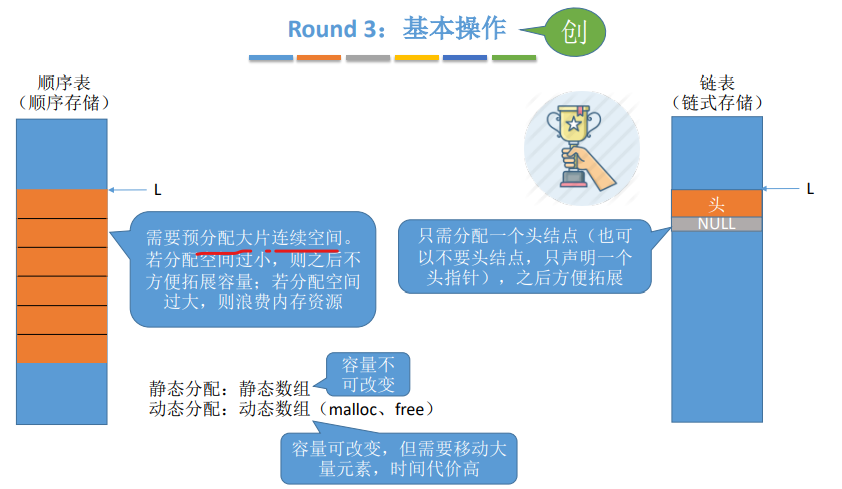 Round 3：基本操作
创
顺序表
（顺序存储）
L
需要预分配大片连续空间。
若分配空间过小，则之后不
方便拓展容量；若分配空间
过大，则浪费内存资源
链表
（链式存储）
L
头
NULL
只需分配一个头结点（也可
以不要头结点，只声明一个
头指针），之后方便拓展
容量不
可改变
静态分配：静态数组
动态分配：动态数组（malloc、free）
容量可改变，但需要移动大
量元素，时间代价高